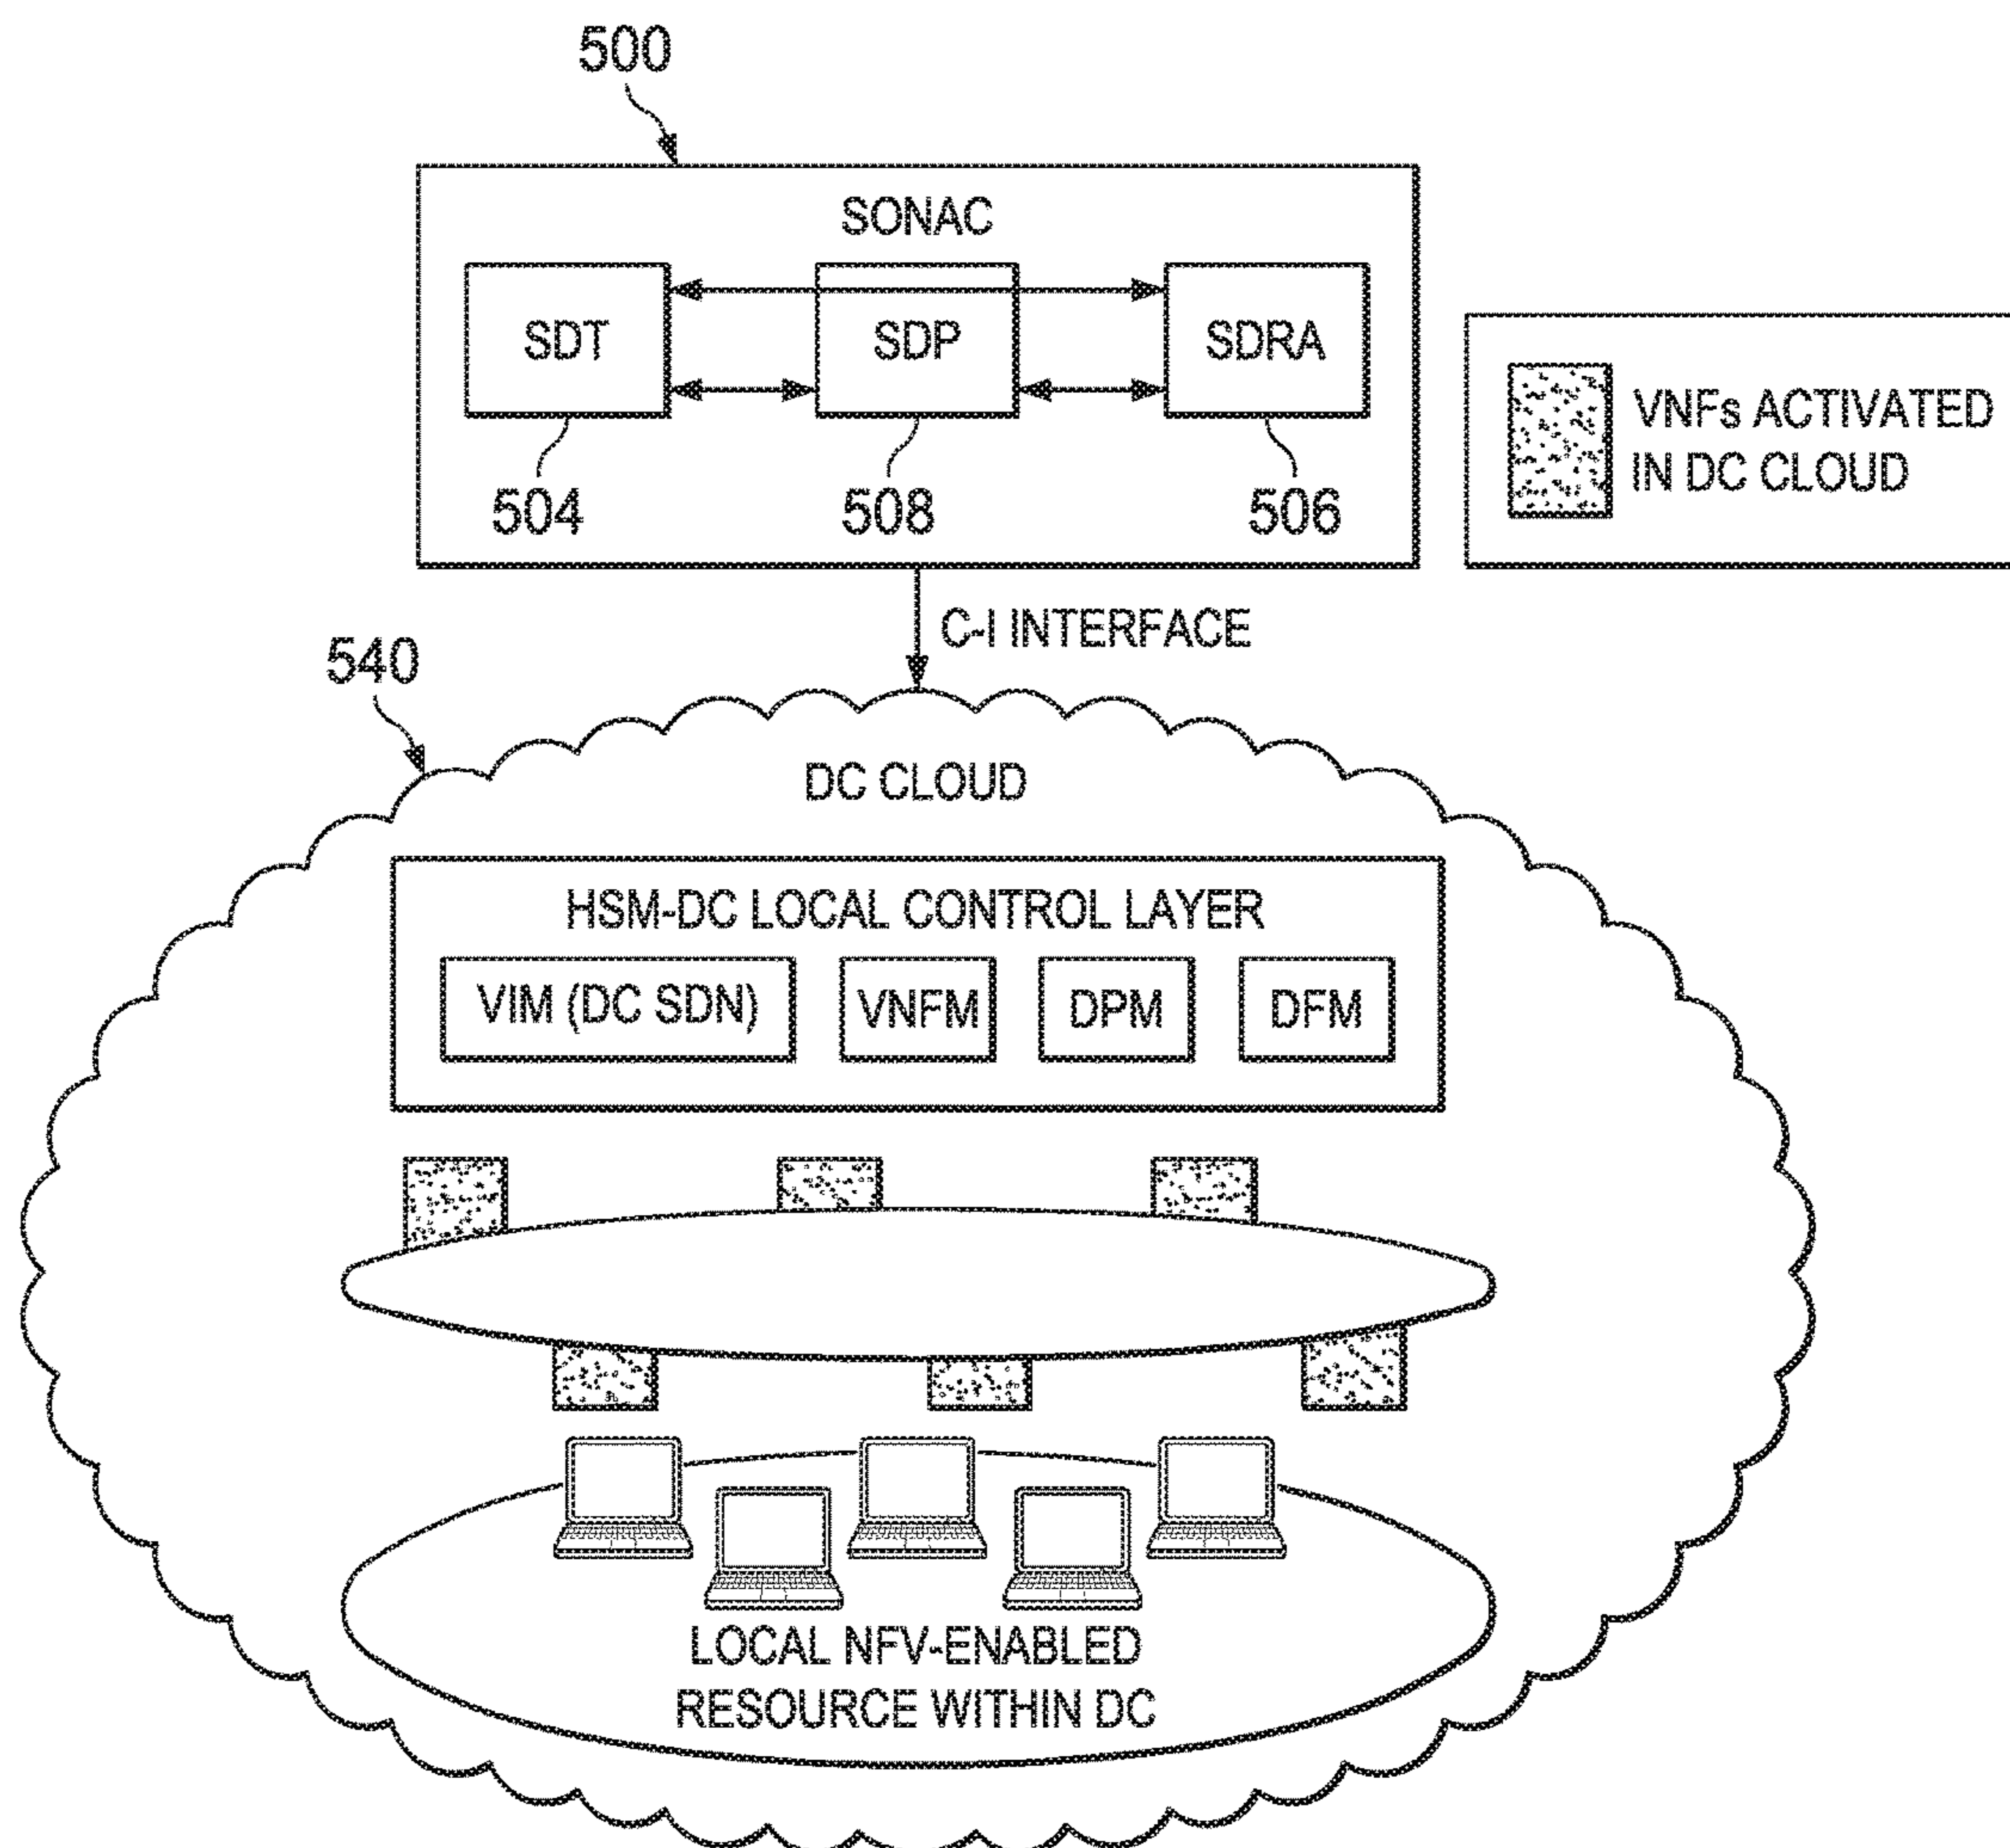 500
SONAC
SDT
SDP
SDRA
504
508
506
VNFs ACTIVATED
IN DC CLOUD
C-I INTERFACE
540
DC CLOUD
HSM-DC LOCAL CONTROL LAYER
VIM (DC SDN)
VNFM
DPM
DFM
LOCAL NFV-ENABLED
RESOURCE WITHIN DC